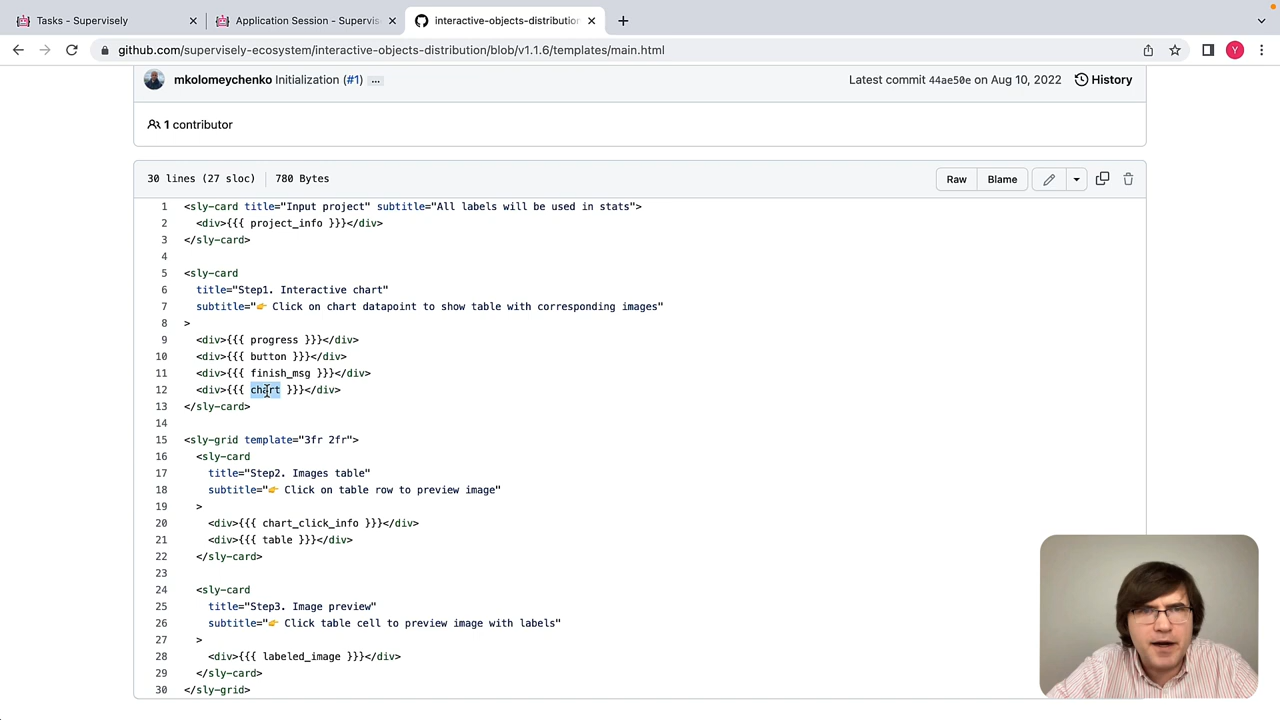 Tasks - Supervisely
Application Session - Supervis
interactive-objects-distribution
github.com/supervisely-ecosystem/interactive-objects-distribution/blob/v1.1.6/templates/main.html
Y
mkolomeychenko Initialization (#1) ...
Latest commit 44ae50e on Aug 10, 2022 History
1 contributor
30 lines (27 sloc) 780 Bytes
Raw Blame
1 <sly-card title="Input project" subtitle="All labels will be used in stats">
2 <div>{{{ project_info }}}</div>
3 </sly-card>
4
5 <sly-card
6 title="Step1. Interactive chart"
7 subtitle="👉 Click on chart datapoint to show table with corresponding images"
8 >
9 <div>{{{ progress }}}</div>
10 <div>{{{ button }}}</div>
11 <div>{{{ finish_msg }}}</div>
12 <div>{{{ chart }}}</div>
13 </sly-card>
14
15 <sly-grid template="3fr 2fr">
16 <sly-card
17 title="Step2. Images table"
18 subtitle="👉 Click on table row to preview image"
19 >
20 <div>{{{ chart_click_info }}}</div>
21 <div>{{{ table }}}</div>
22 </sly-card>
23
24 <sly-card
25 title="Step3. Image preview"
26 subtitle="👉 Click table cell to preview image with labels"
27 >
28 <div>{{{ labeled_image }}}</div>
29 </sly-card>
30 </sly-grid>